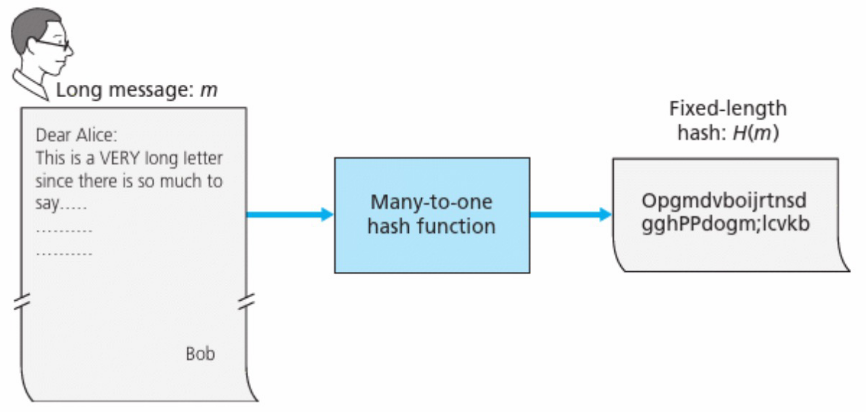 Long message: m
Dear Alice:
This is a VERY long letter
since there is so much to
say.....
..........
..........
Bob
Many-to-one
hash function
Fixed-length
hash: H(m)
Opgmdvboijrtnsd
gghPPdogm;lcvkb